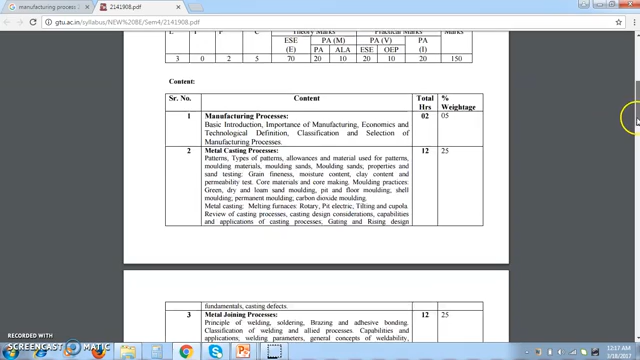 manufacturing process
2141908.pdf
gtu.ac.in/syllabus/NEW%20BE/Sem4/2141908.pdf
Theory Marks Practical Marks Marks
L T P C ESE (E) PA (M) PA (V) PA (I)
PA ALA ESE OEP
3 0 2 5 70 20 10 20 10 20 150
Content:
Sr. No. Content Total Hrs % Weightage
1 Manufacturing Processes: 02 05
Basic Introduction, Importance of Manufacturing, Economics and
Technological Definition, Classification and Selection of
Manufacturing Processes.
2 Metal Casting Processes: 12 25
Patterns, Types of patterns, allowances and material used for patterns,
moulding materials, moulding sands, Moulding sands; properties and
sand testing: Grain fineness, moisture content, clay content and
permeability test. Core materials and core making. Moulding practices:
Green, dry and loam sand moulding, pit and floor moulding, shell
moulding, permanent moulding, carbon dioxide moulding.
Metal casting: Melting furnaces: Rotary, Pit electric, Tilting and cupola.
Review of casting processes, casting design considerations, capabilities
and applications of casting processes, Gating and Rising design
fundamentals, casting defects.
3 Metal Joining Processes: 12 25
Principle of welding, soldering, Brazing and adhesive bonding.
Classification of welding and allied processes. Capabilities and
applications, welding parameters, general concepts of weldability,
RECORDED WITH
SCREENCAST MATIC
12:17 AM
3/18/2017